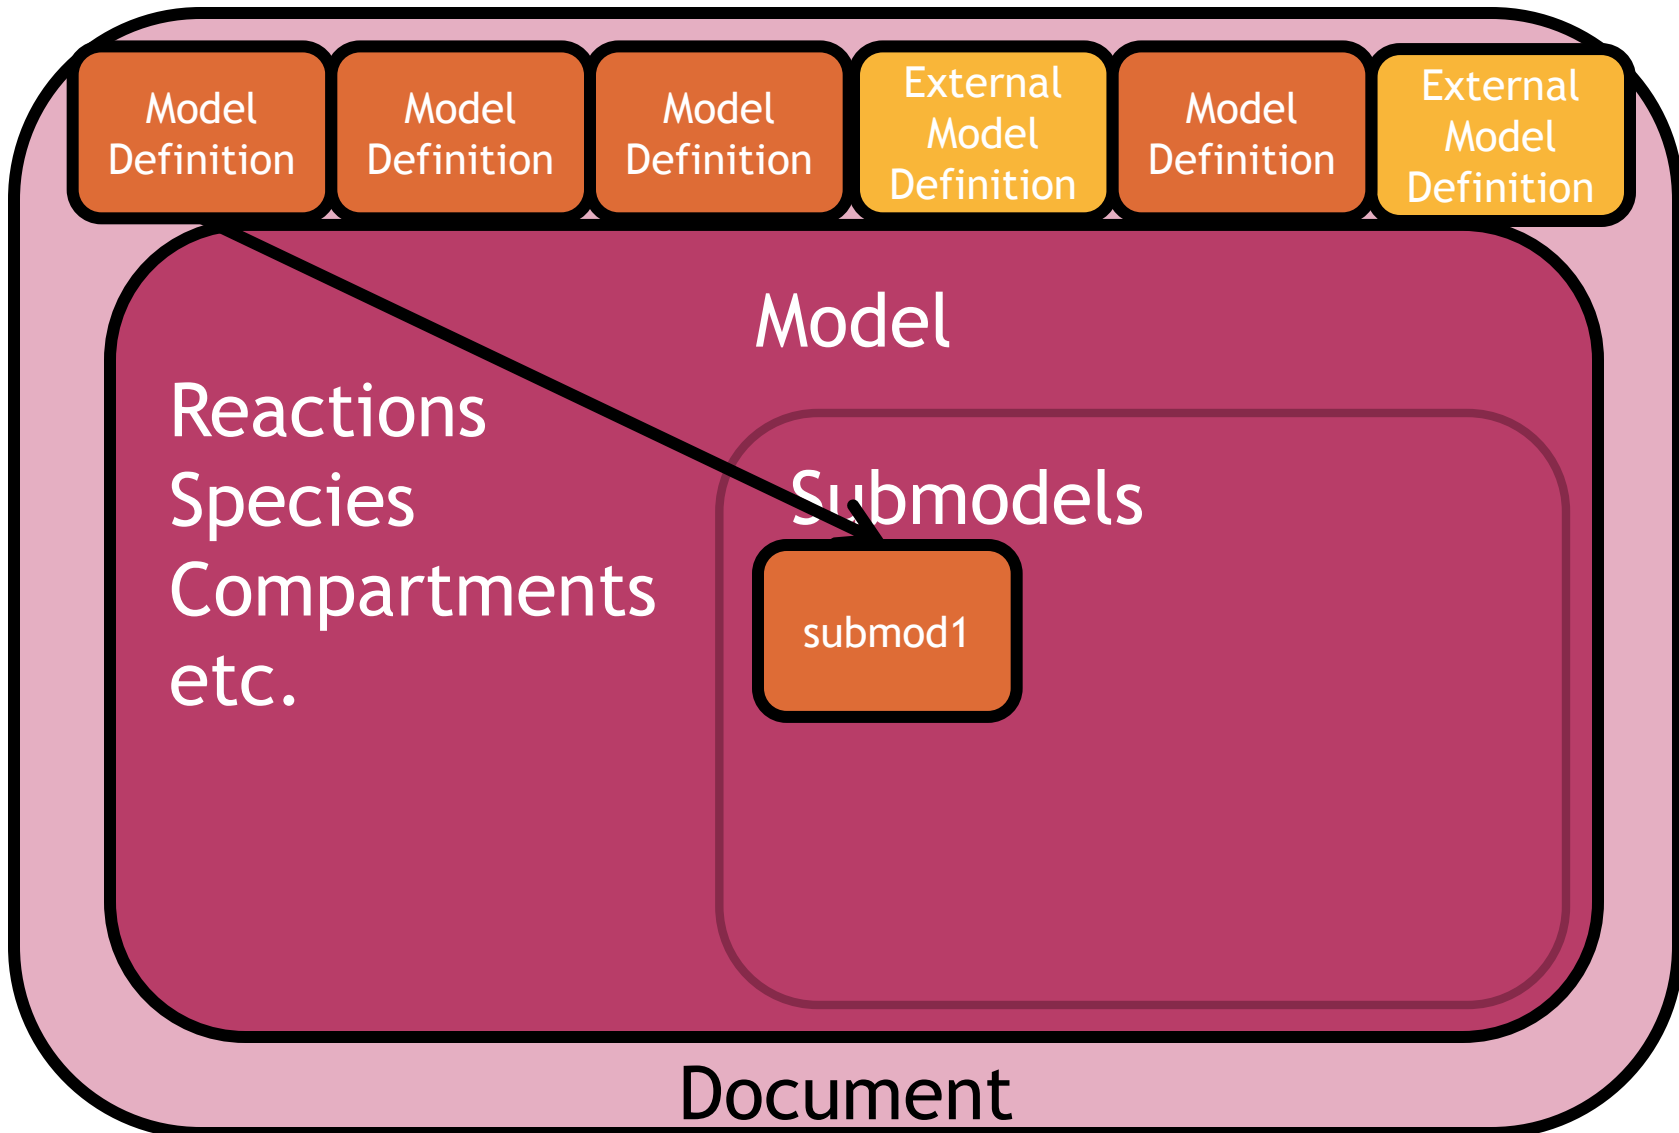 Model
Definition
Model
Definition
Model
Definition
External
Model
Definition
Model
Definition
External
Model
Definition
Model
Reactions
Species
Compartments
etc.
Submodels
submod1
Document